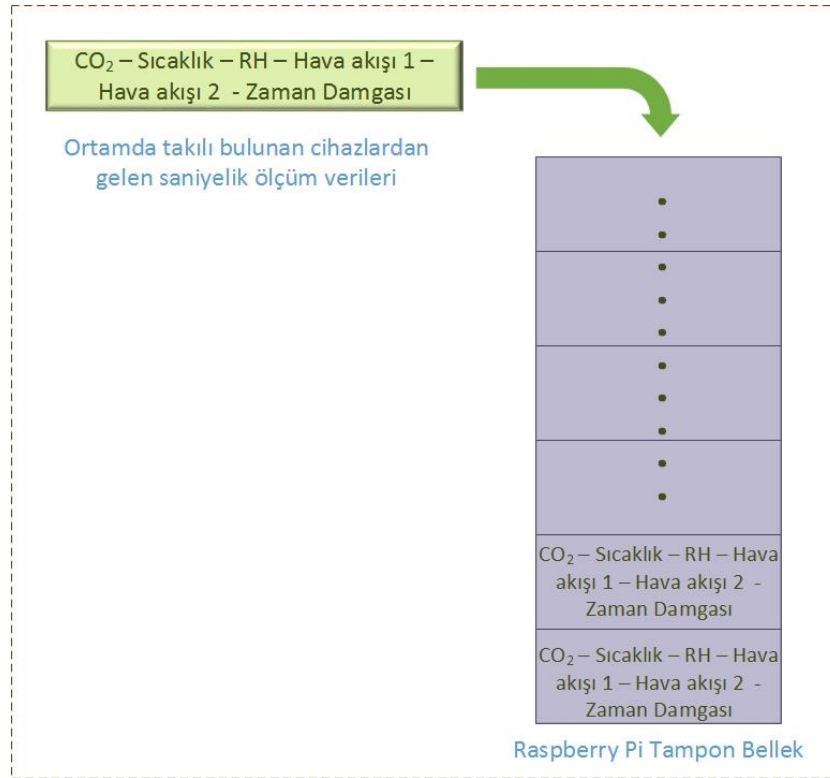 CO₂ – Sıcaklık – RH – Hava akışı 1 –
Hava akışı 2 - Zaman Damgası
Ortamda takılı bulunan cihazlardan
gelen saniyelik ölçüm verileri
CO₂ – Sıcaklık – RH – Hava
akışı 1 – Hava akışı 2 -
Zaman Damgası
CO₂ – Sıcaklık – RH – Hava
akışı 1 – Hava akışı 2 -
Zaman Damgası
Raspberry Pi Tampon Bellek